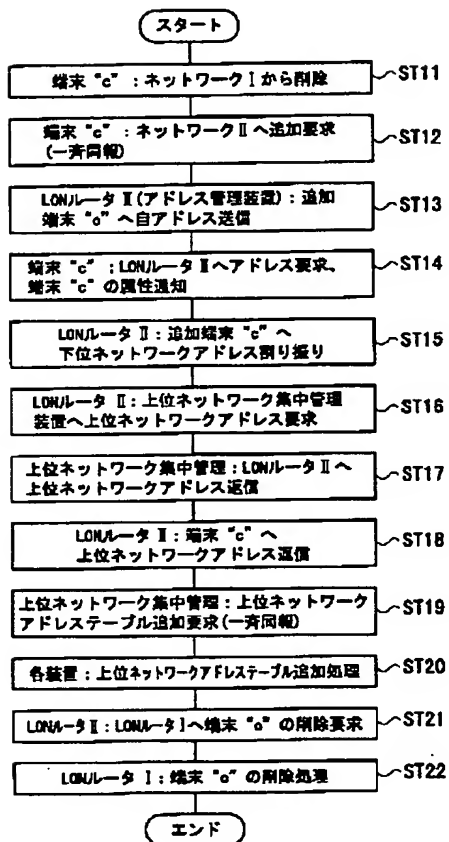 スタート
端末 “c” :ネットワークⅠから削除
ST11
端末 “c” :ネットワークⅡへ追加要求
(一斉同報)
ST12
LONルータⅡ(アドレス管理装置):追加
端末 “c” へ自アドレス送信
ST13
端末 “c” :LONルータⅡへアドレス要求、
端末 “c” の属性通知
ST14
LONルータ Ⅱ:追加端末 “c” へ
下位ネットワークアドレス割り振り
ST15
LONルータ Ⅱ:上位ネットワーク集中管理
装置へ上位ネットワークアドレス要求
ST16
上位ネットワーク集中管理:LONルータⅡへ
上位ネットワークアドレス返信
ST17
LONルータ Ⅱ:端末 “c” へ
上位ネットワークアドレス返信
ST18
上位ネットワーク集中管理:上位ネットワーク
アドレステーブル追加要求(一斉同報)
ST19
各装置:上位ネットワークアドレステーブル追加処理
ST20
LONルータⅡ:LONルータⅠへ端末 “c” の削除要求
ST21
LONルータ Ⅰ:端末 “c” の削除処理
ST22
エンド